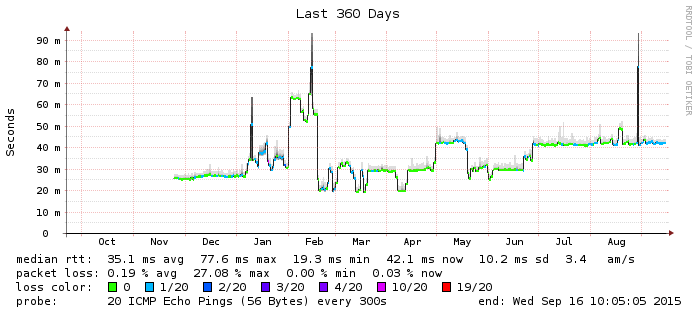 Last 360 Days
RRDTOOL / TOBI OETIKER
Seconds
90 m
80 m
70 m
60 m
50 m
40 m
30 m
20 m
10 m
0
Oct Nov Dec Jan Feb Mar Apr May Jun Jul Aug
median rtt: 35.1 ms avg 77.6 ms max 19.3 ms min 42.1 ms now 10.2 ms sd 3.4 am/s
packet loss: 0.19 % avg 27.08 % max 0.00 % min 0.03 % now
loss color: 0 1/20 2/20 3/20 4/20 10/20 19/20
probe: 20 ICMP Echo Pings (56 Bytes) every 300s end: Wed Sep 16 10:05:05 2015